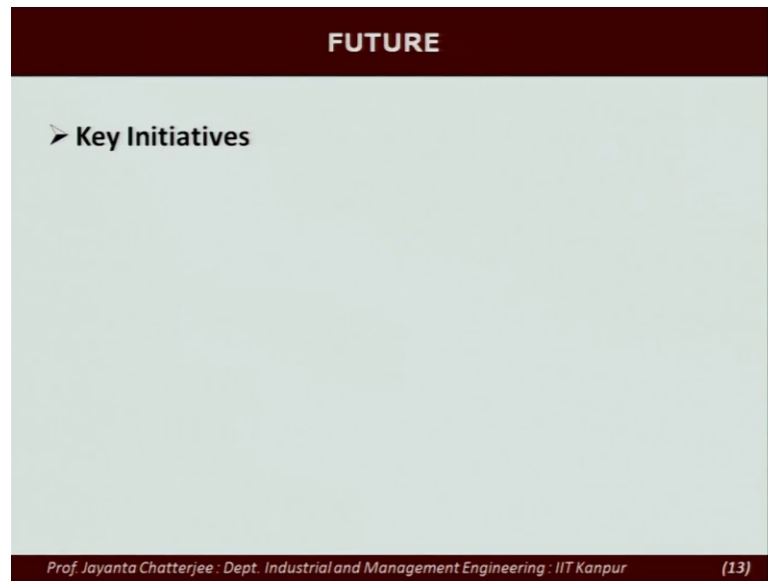 FUTURE
➢ Key Initiatives
Prof. Jayanta Chatterjee : Dept. Industrial and Management Engineering : IIT Kanpur (13)